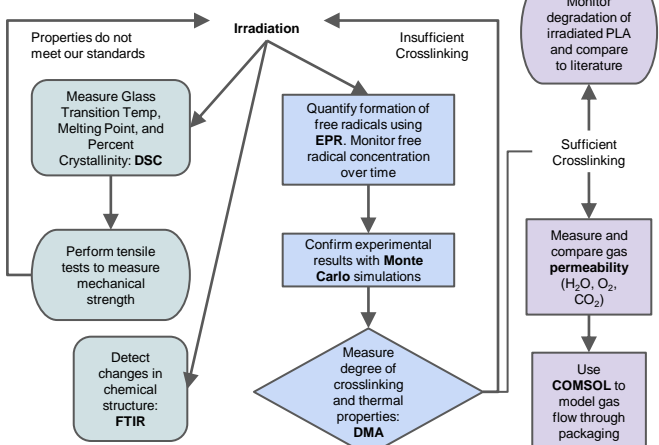 Properties do not
meet our standards
Irradiation
Insufficient
Crosslinking
Monitor
degradation of
irradiated PLA
and compare
to literature
Measure Glass
Transition Temp,
Melting Point, and
Percent
Crystallinity: DSC
Quantify formation of
free radicals using
EPR. Monitor free
radical concentration
over time
Sufficient
Crosslinking
Perform tensile
tests to measure
mechanical
strength
Confirm experimental
results with Monte
Carlo simulations
Measure and
compare gas
permeability
(H₂O, O₂,
CO₂)
Detect
changes in
chemical
structure:
FTIR
Measure
degree of
crosslinking
and thermal
properties:
DMA
Use
COMSOL to
model gas
flow through
packaging